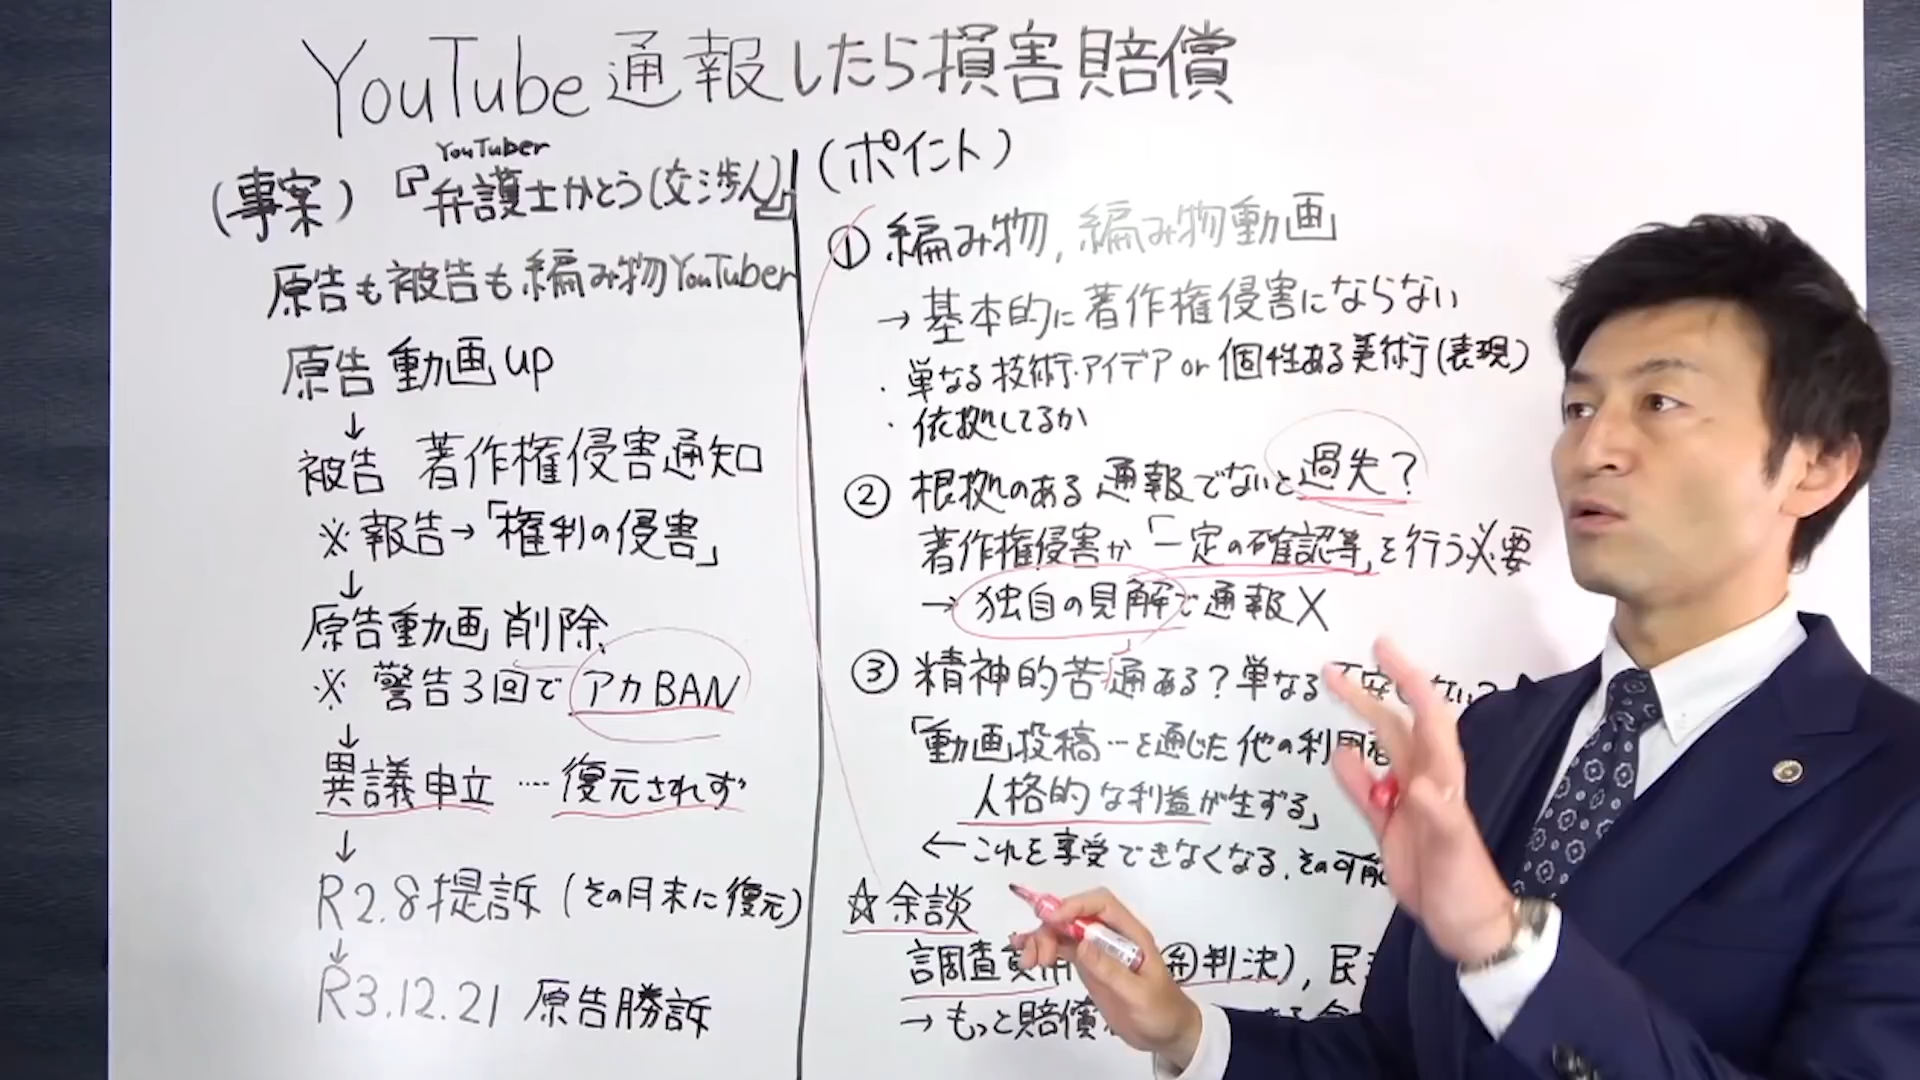 YouTube通報したら損害賠償
(事案)
YouTuber
『弁護士かとう(交渉人)』
原告も被告も編み物YouTuber
原告動画up
↓
被告 著作権侵害通知
※報告→「権利の侵害」
↓
原告動画削除
※ 警告3回でアカBAN
↓
異議申立 ‥‥ 復元されず
↓
R2.8提訴 (その月末に復元)
↓
R3.12.21 原告勝訴
(ポイント)
① 編み物, 編み物動画
→ 基本的に著作権侵害にならない
・単なる技術・アイデア or 個性ある美術(表現)
・依拠してるか
② 根拠のある通報でないと過失?
著作権侵害か「一定の確認等」を行う必要
→ 独自の見解で通報X
③ 精神的苦通ある?単なる
「動画投稿…を通じた他の利用者
人格的な利益が生ずる」
←これを享受できなくなる.その可能
☆余談
調査費用 判決), 民
→ もっと賠償